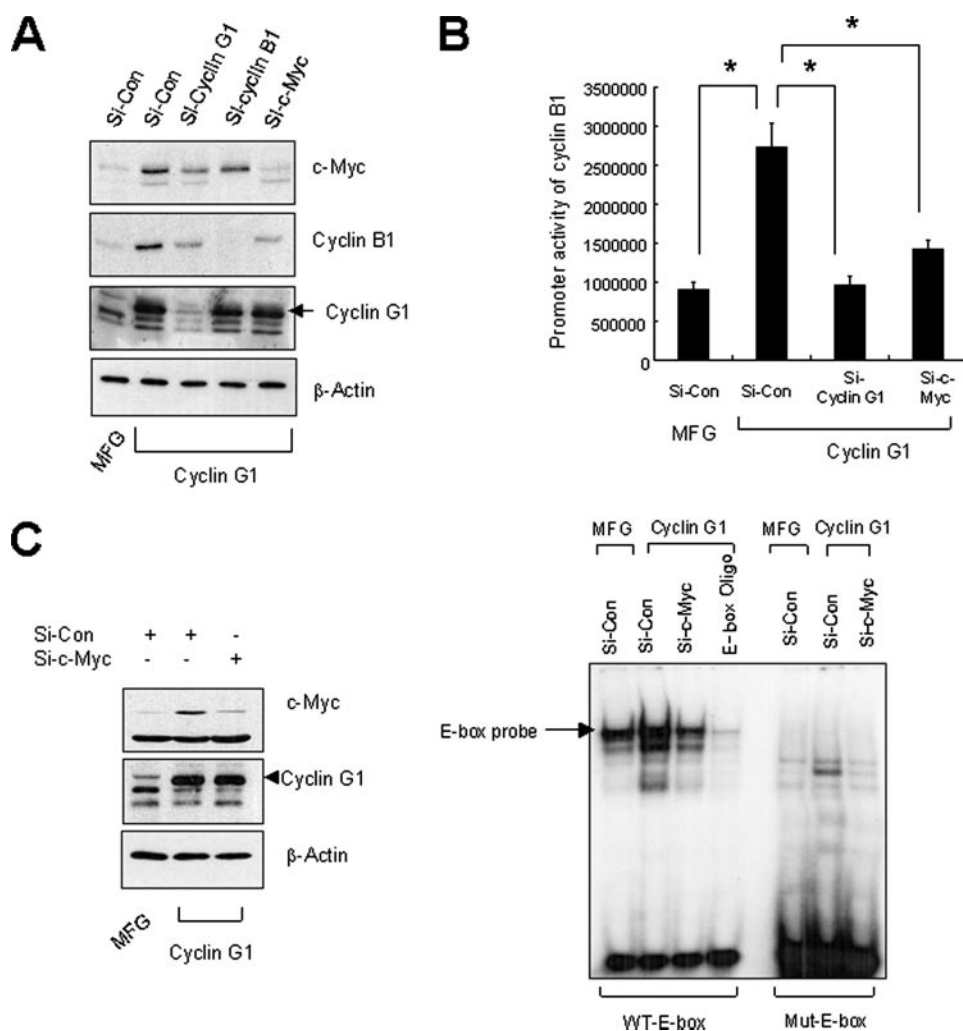 A
Si-Con
Si-Con
Si-Cyclin G1
Si-cyclin B1
Si-c-Myc
c-Myc
Cyclin B1
Cyclin G1
β-Actin
MFG
Cyclin G1
B
* * *
Promoter activity of cyclin B1
3500000
3000000
2500000
2000000
1500000
1000000
500000
0
Si-Con
Si-Con
Si-
Cyclin G1
Si-c-
Myc
MFG
Cyclin G1
C
Si-Con + + -
Si-c-Myc - - +
c-Myc
Cyclin G1
β-Actin
MFG
Cyclin G1
MFG Cyclin G1 MFG Cyclin G1
Si-Con
Si-Con
Si-c-Myc
E-box Oligo
Si-Con
Si-Con
Si-c-Myc
E-box probe
WT-E-box
Mut-E-box